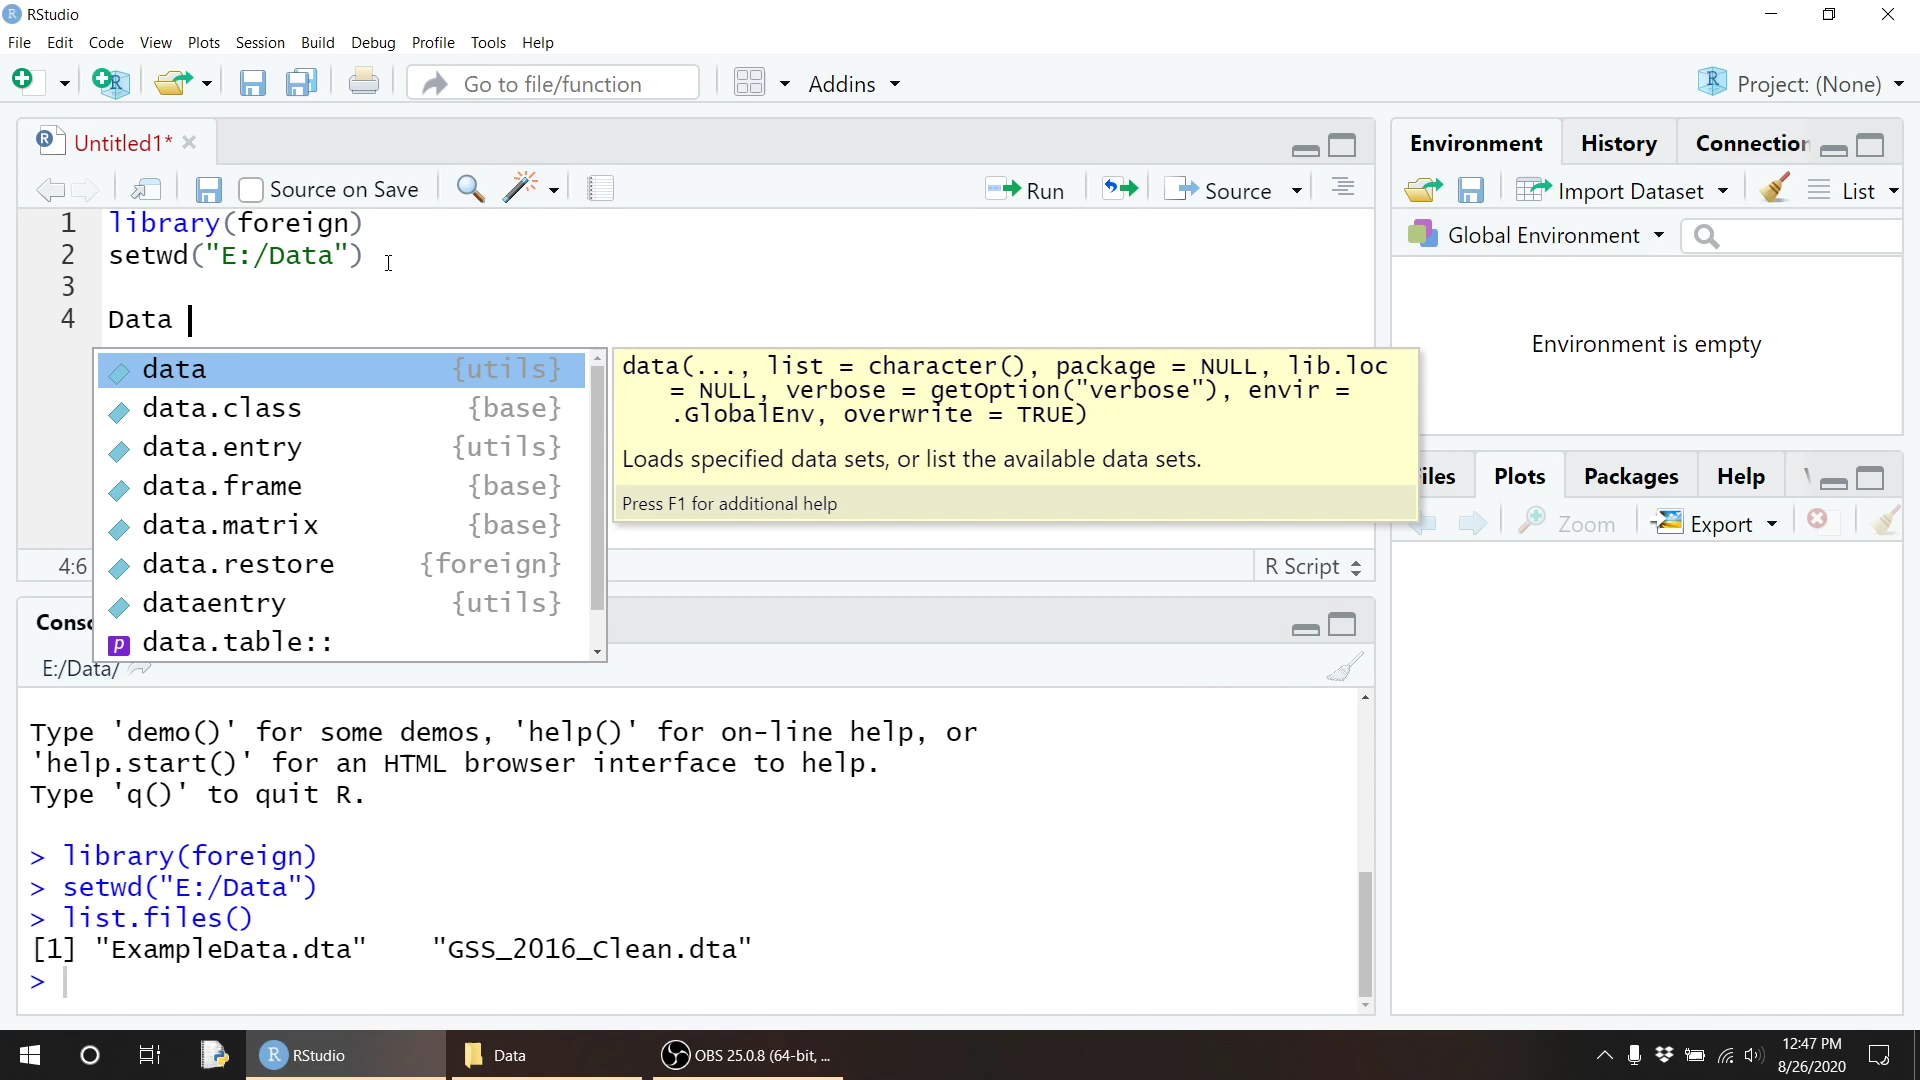 RStudio
File Edit Code View Plots Session Build Debug Profile Tools Help
Go to file/function Addins Project: (None)
Untitled1*
Source on Save Run Source
1 library(foreign)
2 setwd("E:/Data")
3
4 Data
data {utils}
data.class {base}
data.entry {utils}
data.frame {base}
data.matrix {base}
data.restore {foreign}
dataentry {utils}
data.table::
data(..., list = character(), package = NULL, lib.loc
= NULL, verbose = getOption("verbose"), envir =
.GlobalEnv, overwrite = TRUE)
Loads specified data sets, or list the available data sets.
Press F1 for additional help
4:6 R Script
Conso
E:/Data/
Type 'demo()' for some demos, 'help()' for on-line help, or
'help.start()' for an HTML browser interface to help.
Type 'q()' to quit R.
> library(foreign)
> setwd("E:/Data")
> list.files()
[1] "ExampleData.dta" "GSS_2016_Clean.dta"
>
Environment History Connection
Import Dataset List
Global Environment
Environment is empty
iles Plots Packages Help
Zoom Export
RStudio Data OBS 25.0.8 (64-bit, ...
12:47 PM
8/26/2020